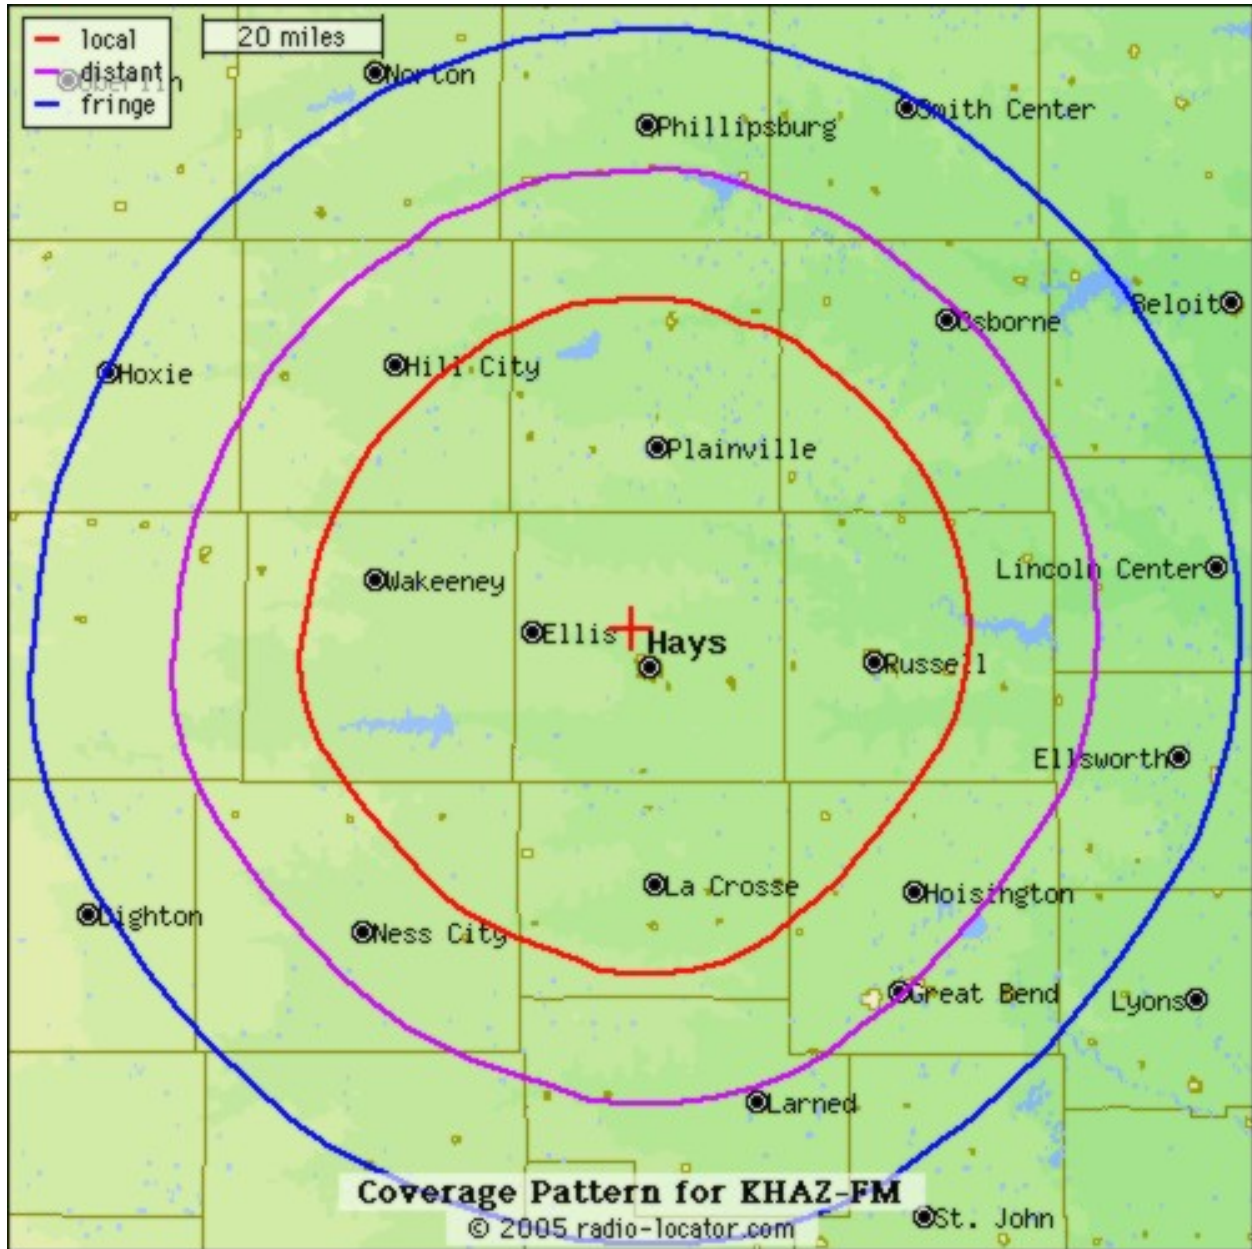 local
20 miles
distant
Oberlin
fringe
Norton
Smith Center
Phillipsburg
Beloit
Osborne
Hill City
Hoxie
Plainville
Lincoln Center
Wakeeney
Ellis
Hays
Russell
Ellsworth
La Crosse
Hoisington
Dighton
Ness City
Great Bend
Lyons
Larned
Coverage Pattern for KHAZ-FM
St. John
© 2005 radio-locator.com